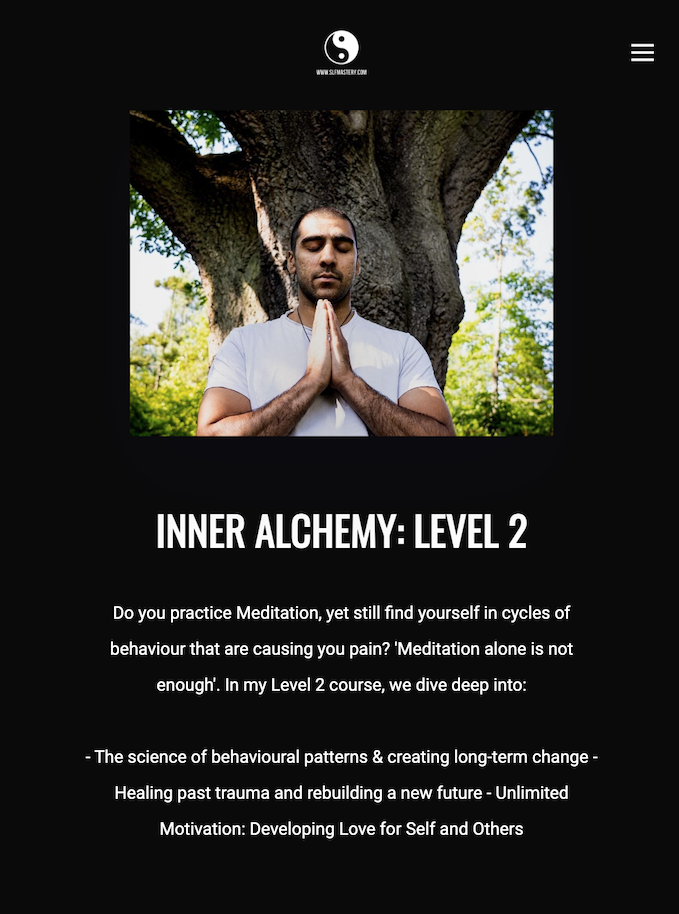 WWW.SLFMASTERY.COM
INNER ALCHEMY: LEVEL 2
Do you practice Meditation, yet still find yourself in cycles of
behaviour that are causing you pain? 'Meditation alone is not
enough'. In my Level 2 course, we dive deep into:
- The science of behavioural patterns & creating long-term change -
Healing past trauma and rebuilding a new future - Unlimited
Motivation: Developing Love for Self and Others